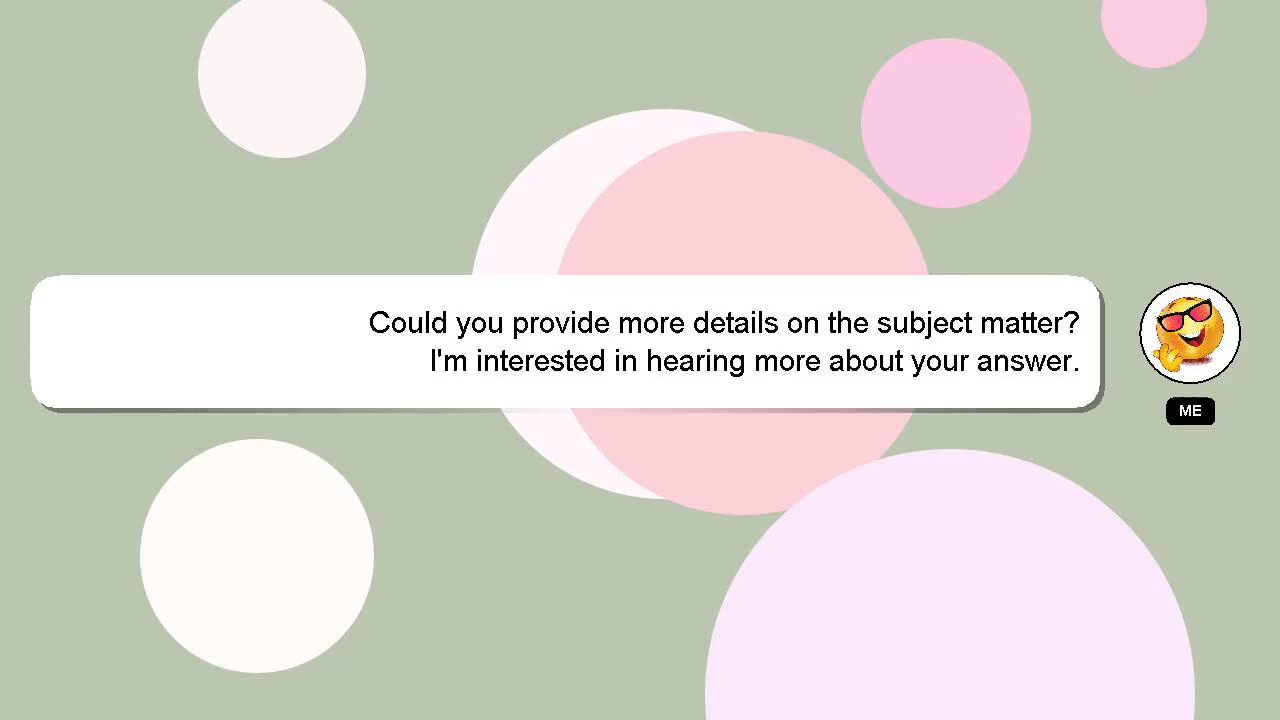 Could you provide more details on the subject matter?
I'm interested in hearing more about your answer.
ME